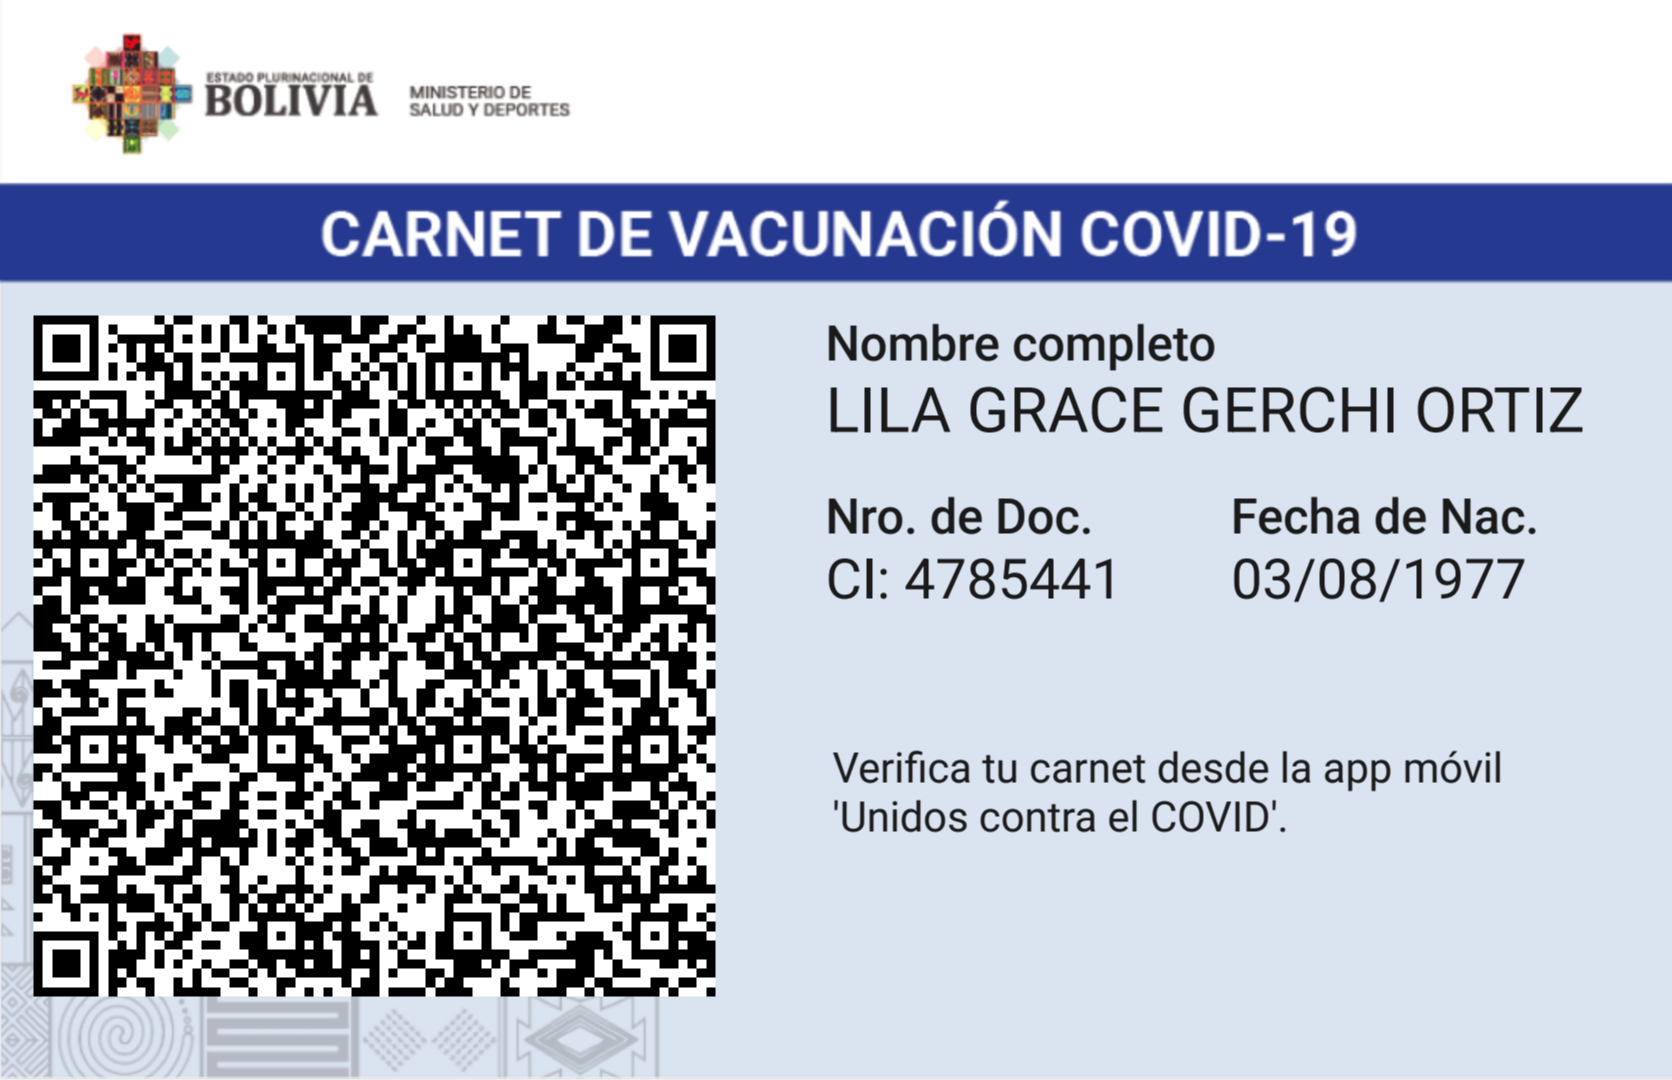 ESTADO PLURINACIONAL DE
BOLIVIA
MINISTERIO DE
SALUD Y DEPORTES
CARNET DE VACUNACIÓN COVID-19
Nombre completo
LILA GRACE GERCHI ORTIZ
Nro. de Doc.
CI: 4785441
Fecha de Nac.
03/08/1977
Verifica tu carnet desde la app móvil
'Unidos contra el COVID'.